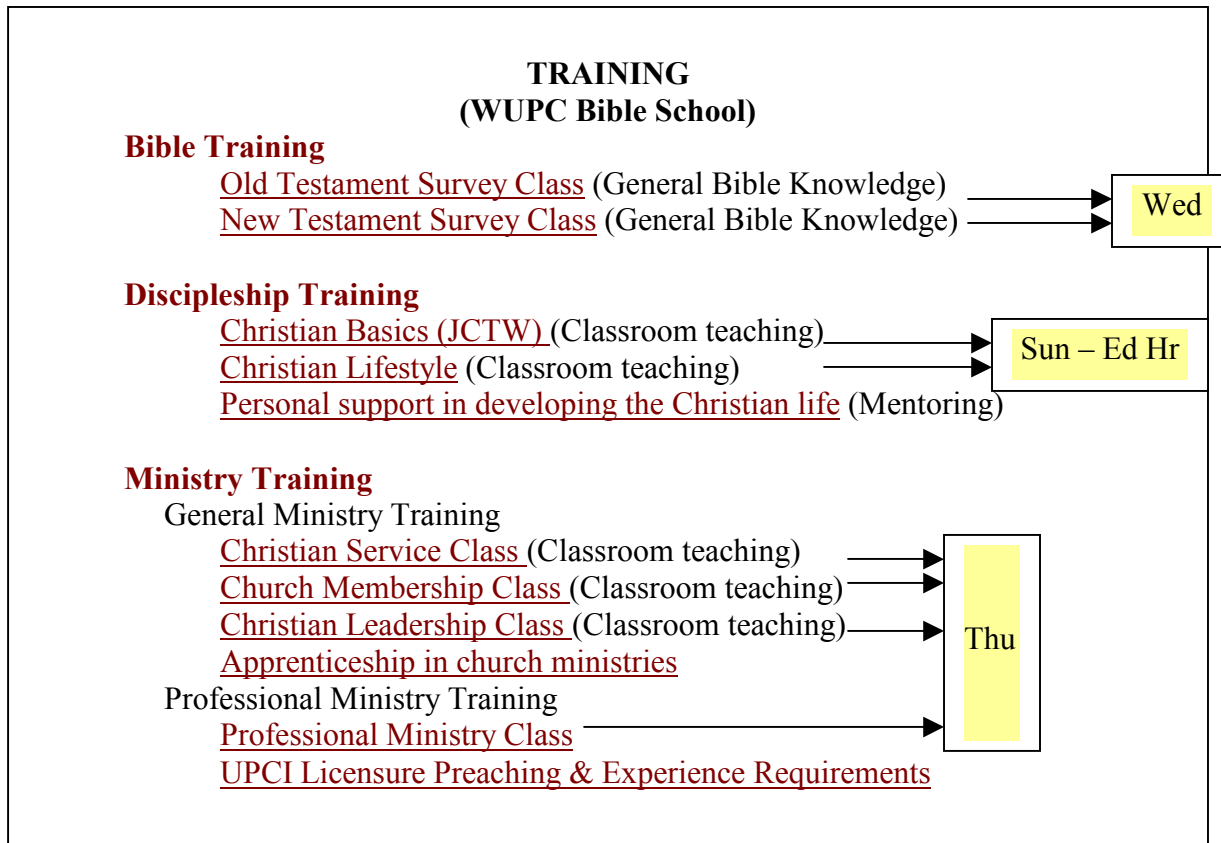 TRAINING
(WUPC Bible School)
Bible Training
Old Testament Survey Class (General Bible Knowledge)
New Testament Survey Class (General Bible Knowledge)
Wed
Discipleship Training
Christian Basics (JCTW) (Classroom teaching)
Christian Lifestyle (Classroom teaching)
Sun – Ed Hr
Personal support in developing the Christian life (Mentoring)
Ministry Training
General Ministry Training
Christian Service Class (Classroom teaching)
Church Membership Class (Classroom teaching)
Christian Leadership Class (Classroom teaching)
Thu
Apprenticeship in church ministries
Professional Ministry Training
Professional Ministry Class
UPCI Licensure Preaching & Experience Requirements